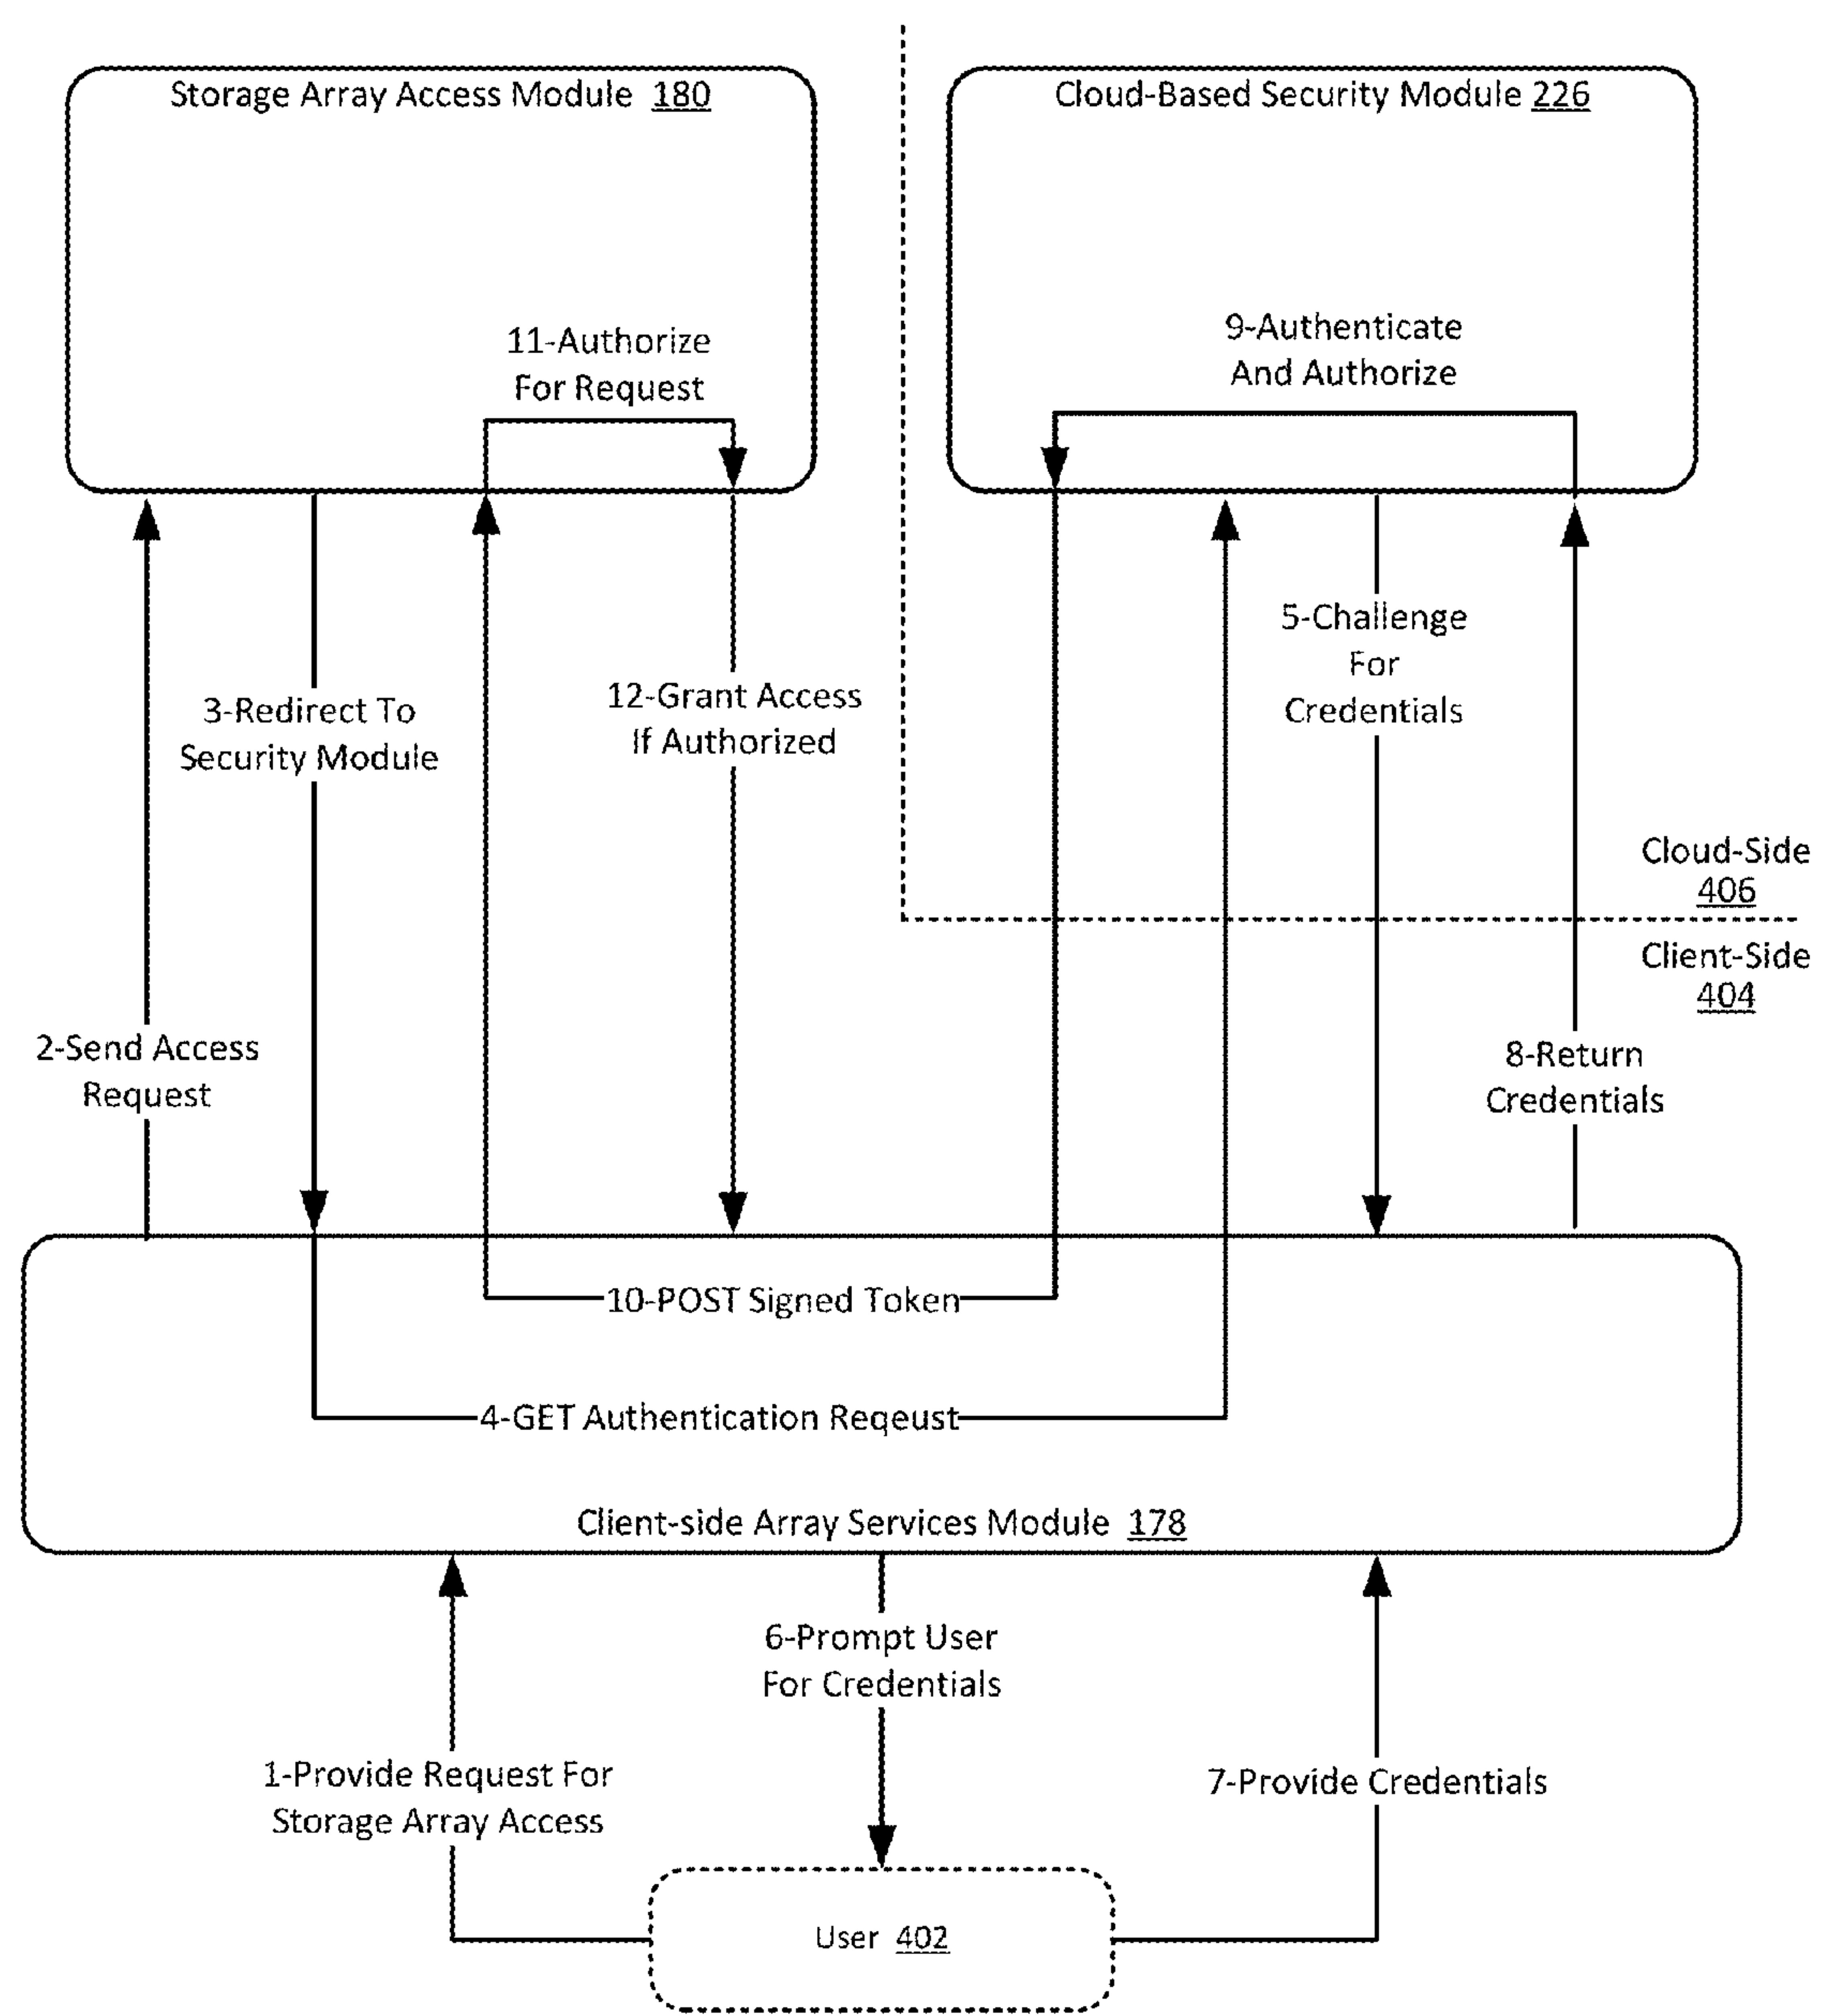 Storage Array Access Module 180
Cloud-Based Security Module 226
11-Authorize
For Request
9-Authenticate
And Authorize
5-Challenge
For
Credentials
3-Redirect To
Security Module
12-Grant Access
If Authorized
Cloud-Side
406
Client-Side
404
2-Send Access
Request
8-Return
Credentials
10-POST Signed Token
4-GET Authentication Reqeust
Client-side Array Services Module 178
6-Prompt User
For Credentials
1-Provide Request For
Storage Array Access
7-Provide Credentials
User 402